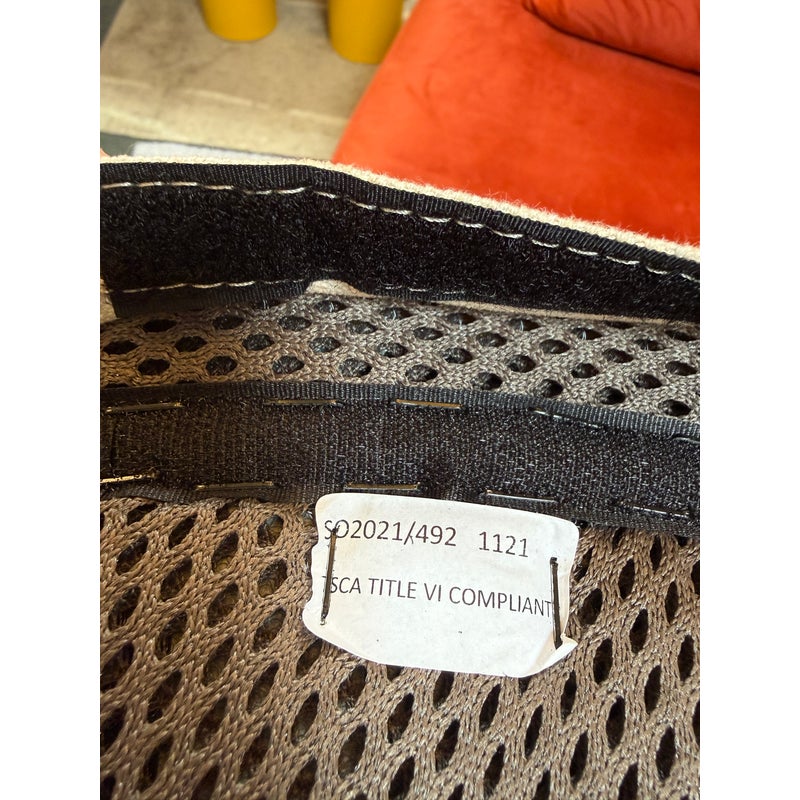 SO2021/492 1121
TSCA TITLE VI COMPLIANT